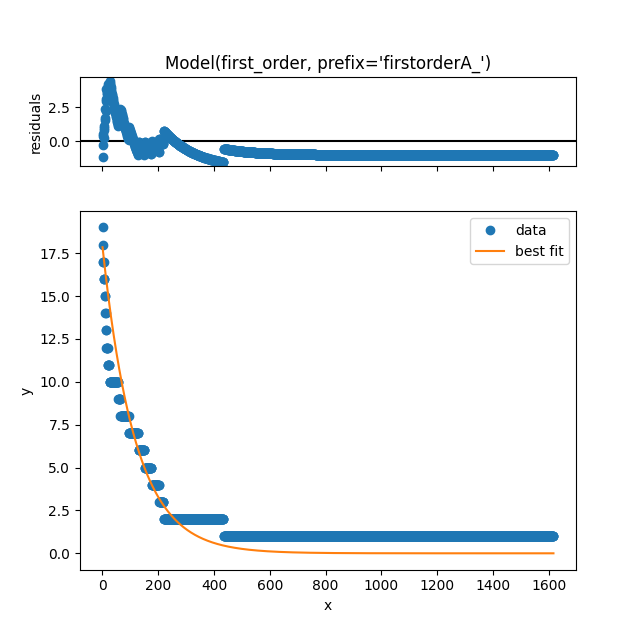 Model(first_order, prefix='firstorderA_')
residuals
2.5
0.0
data
best fit
17.5
15.0
12.5
10.0
7.5
5.0
2.5
0.0
y
0 200 400 600 800 1000 1200 1400 1600
x